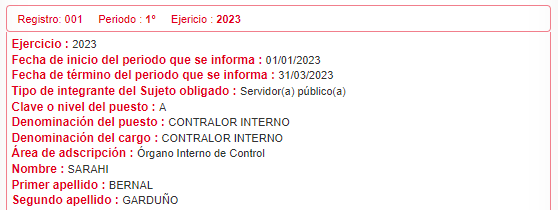 Registro: 001 Periodo : 1º Ejericio : 2023
Ejercicio : 2023
Fecha de inicio del periodo que se informa : 01/01/2023
Fecha de término del periodo que se informa : 31/03/2023
Tipo de integrante del Sujeto obligado : Servidor(a) público(a)
Clave o nivel del puesto : A
Denominación del puesto : CONTRALOR INTERNO
Denominación del cargo : CONTRALOR INTERNO
Área de adscripción : Órgano Interno de Control
Nombre : SARAHI
Primer apellido : BERNAL
Segundo apellido : GARDUÑO